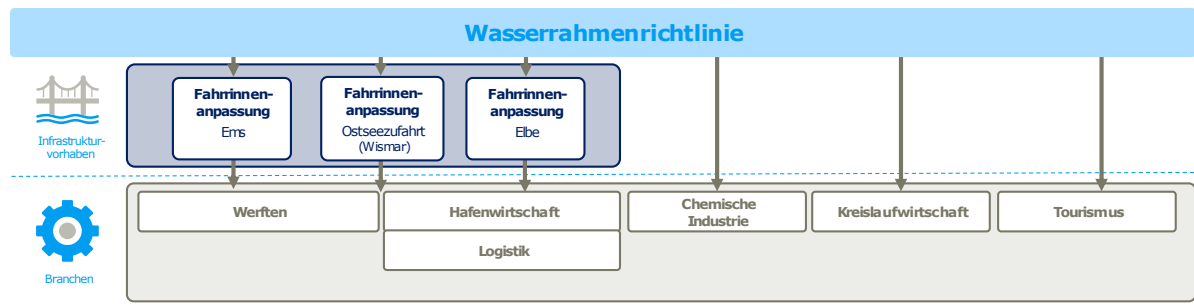 Wasserrahmenrichtlinie
Fahrrinnen-
anpassung
Ems
Fahrrinnen-
anpassung
Ostseezufahrt
(Wismar)
Fahrrinnen-
anpassung
Elbe
Infrastruktur-
vorhaben
Werften
Hafenwirtschaft
Chemische
Industrie
Kreislaufwirtschaft
Tourismus
Logistik
Branchen